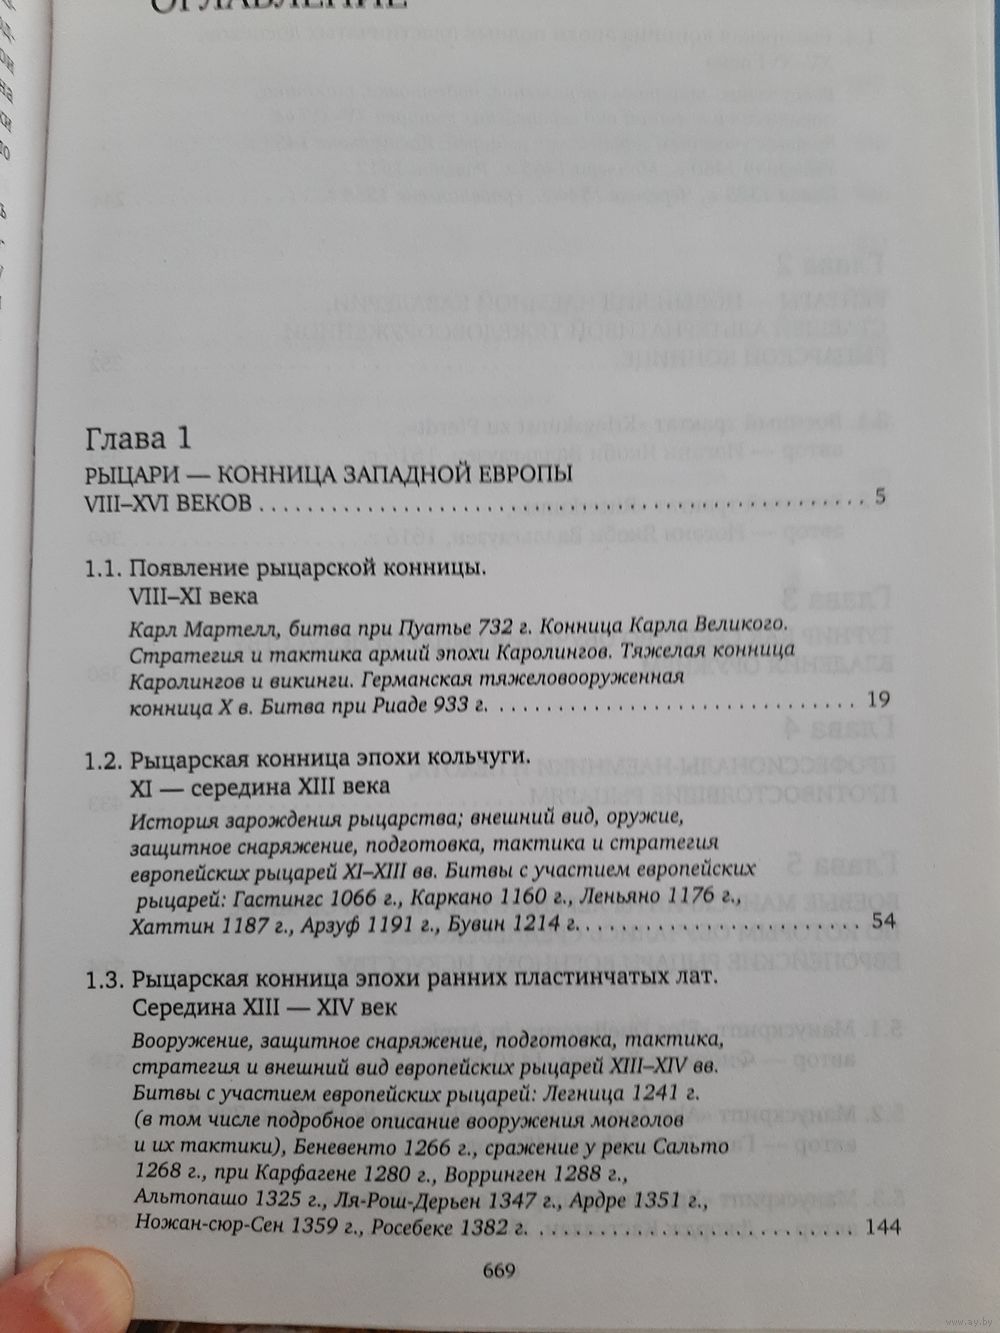 ОГЛАВЛЕНИЕ
Глава 1
РЫЦАРИ — КОННИЦА ЗАПАДНОЙ ЕВРОПЫ
VIII–XVI ВЕКОВ . . . . . . . . . . . . . . . . . . . . . . . . . . . . . . . . . . . . . . . . . . . . . . . . . . 5
1.1. Появление рыцарской конницы.
VIII–XI века
Карл Мартелл, битва при Пуатье 732 г. Конница Карла Великого.
Стратегия и тактика армий эпохи Каролингов. Тяжелая конница
Каролингов и викинги. Германская тяжеловооруженная
конница X в. Битва при Риаде 933 г. . . . . . . . . . . . . . . . . . . . . . . . . . . . . . . 19
1.2. Рыцарская конница эпохи кольчуги.
XI — середина XIII века
История зарождения рыцарства; внешний вид, оружие,
защитное снаряжение, подготовка, тактика и стратегия
европейских рыцарей XI–XIII вв. Битвы с участием европейских
рыцарей: Гастингс 1066 г., Каркано 1160 г., Леньяно 1176 г.,
Хаттин 1187 г., Арзуф 1191 г., Бувин 1214 г. . . . . . . . . . . . . . . . . . . . . . . . 54
1.3. Рыцарская конница эпохи ранних пластинчатых лат.
Середина XIII — XIV век
Вооружение, защитное снаряжение, подготовка, тактика,
стратегия и внешний вид европейских рыцарей XIII–XIV вв.
Битвы с участием европейских рыцарей: Легница 1241 г.
(в том числе подробное описание вооружения монголов
и их тактики), Беневенто 1266 г., сражение у реки Сальто
1268 г., при Карфагене 1280 г., Ворринген 1288 г.,
Альтопашо 1325 г., Ля-Рош-Дерьен 1347 г., Ардре 1351 г.,
Ножан-сюр-Сен 1359 г., Росебеке 1382 г. . . . . . . . . . . . . . . . . . . . . . . . . . . 144
669
www.ay.by